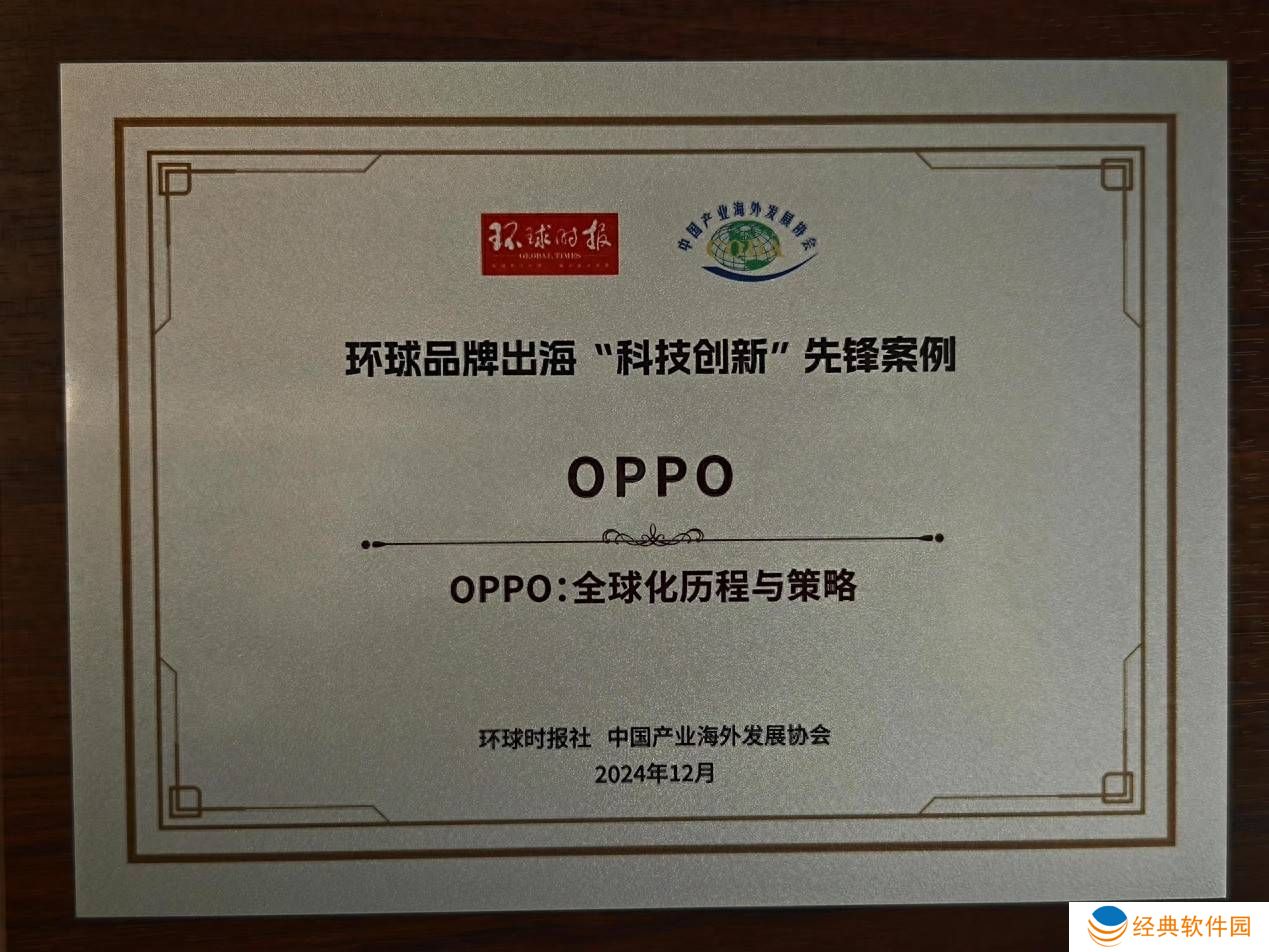 环球时报
GLOBAL TIMES
中国产业海外发展协会
环球品牌出海“科技创新”先锋案例
OPPO
OPPO:全球化历程与策略
环球时报社 中国产业海外发展协会
2024年12月
经典软件园